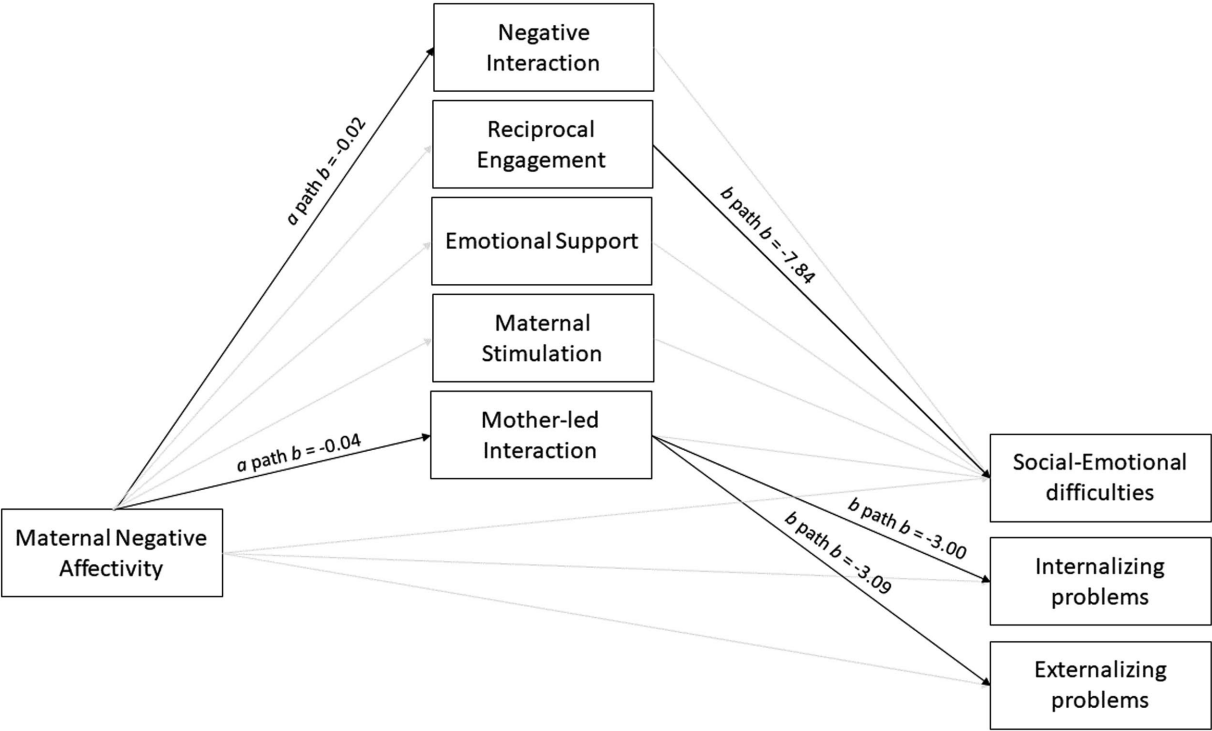 Negative
Interaction
a path b = -0.02
Reciprocal
Engagement
b path b = -7.84
Emotional Support
Maternal
Stimulation
Mother-led
Interaction
a path b = -0.04
Social-Emotional
difficulties
Maternal Negative
Affectivity
b path b = -3.00
b path b = -3.09
Internalizing
problems
Externalizing
problems